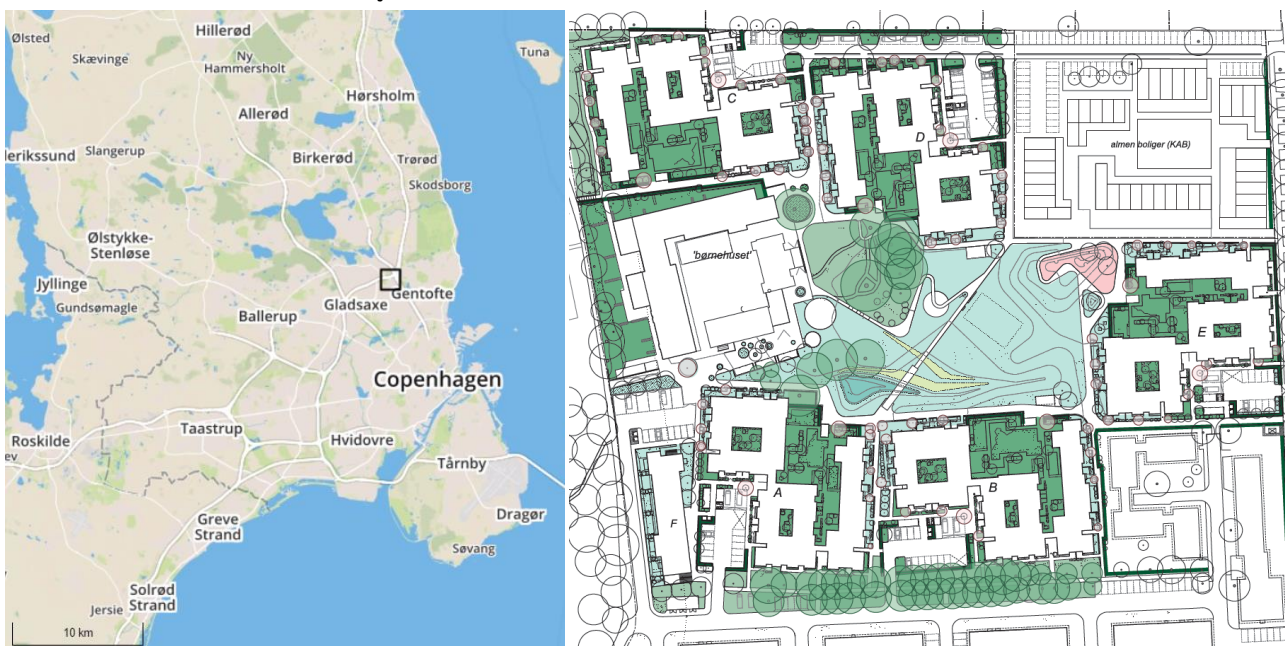 Hillerød
Ølsted
Skævinge
Ny
Hammersholt
Tuna
Hørsholm
Allerød
erikssund
Slangerup
Birkerød
Trørød
Skodsborg
Ølstykke-
Stenløse
Jyllinge
Gundsømagle
Gladsaxe
Gentofte
Ballerup
Copenhagen
Taastrup
Hvidovre
Roskilde
ev
Tårnby
Dragør
Greve
Strand
Søvang
Solrød
Strand
Jersie
10 km
C
D
almen boliger (KAB)
'børnehuset'
E
A
B
F